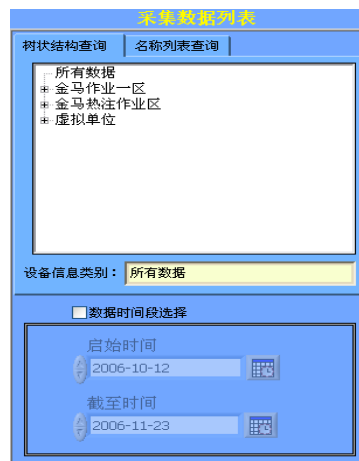 采集数据列表
树状结构查询 名称列表查询
所有数据
金马作业一区
金马热注作业区
虚拟单位
设备信息类别： 所有数据
数据时间段选择
启始时间
2006-10-12
截至时间
2006-11-23